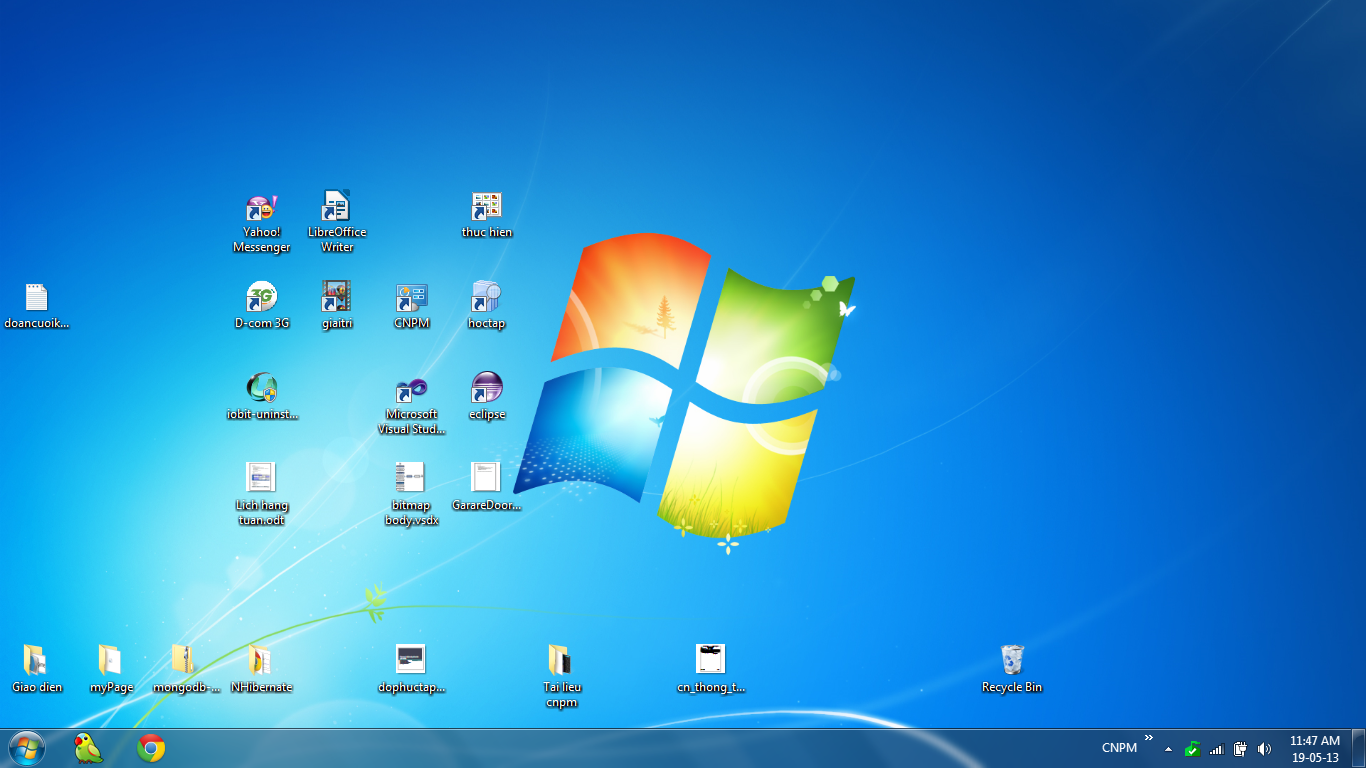 Yahoo!
Messenger
LibreOffice
Writer
thuc hien
doancuoik...
D-com 3G
giaitri
CNPM
hoctap
iobit-uninst...
Microsoft
Visual Stud...
eclipse
Lich hang
tuan.odt
bitmap
body.vsdx
GarareDoor...
Giao dien
myPage
mongodb-...
NHibernate
dophuctap...
Tai lieu
cnpm
cn_thong_t...
Recycle Bin
CNPM
11:47 AM
19-05-13